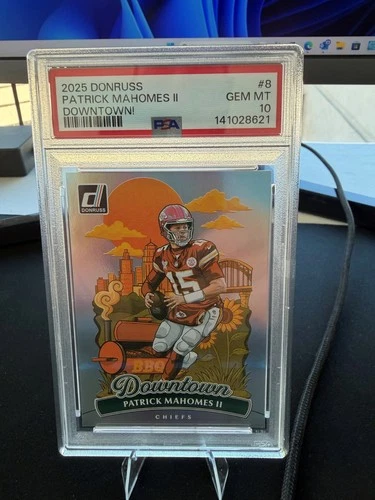 2025 DONRUSS #8
PATRICK MAHOMES II GEM MT
DOWNTOWN! 10
PSA 141028621
D
DONRUSS
15
BBQ
Downtown
PATRICK MAHOMES II
CHIEFS